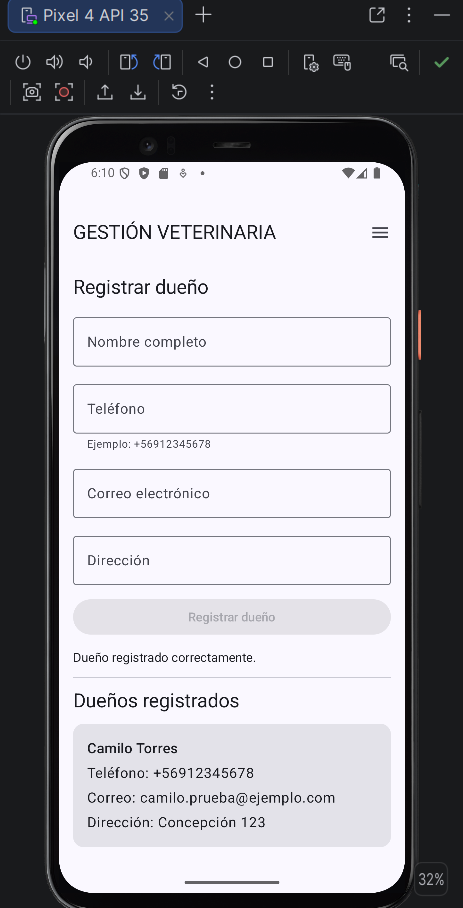 Pixel 4 API 35
6:10
GESTIÓN VETERINARIA
Registrar dueño
Nombre completo
Teléfono
Ejemplo: +56912345678
Correo electrónico
Dirección
Registrar dueño
Dueño registrado correctamente.
Dueños registrados
Camilo Torres
Teléfono: +56912345678
Correo: camilo.prueba@ejemplo.com
Dirección: Concepción 123
32%